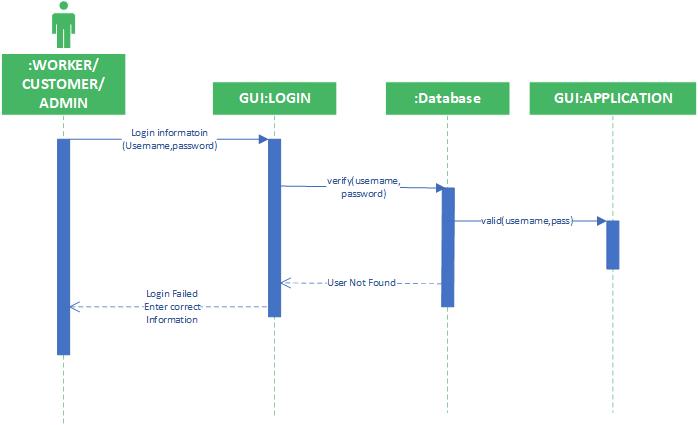 :WORKER/
CUSTOMER/
ADMIN
GUI:LOGIN
:Database
GUI:APPLICATION
Login informatoin
(Username,password)
verify(username,
password)
valid(username,pass)
User Not Found
Login Failed
Enter correct
Information